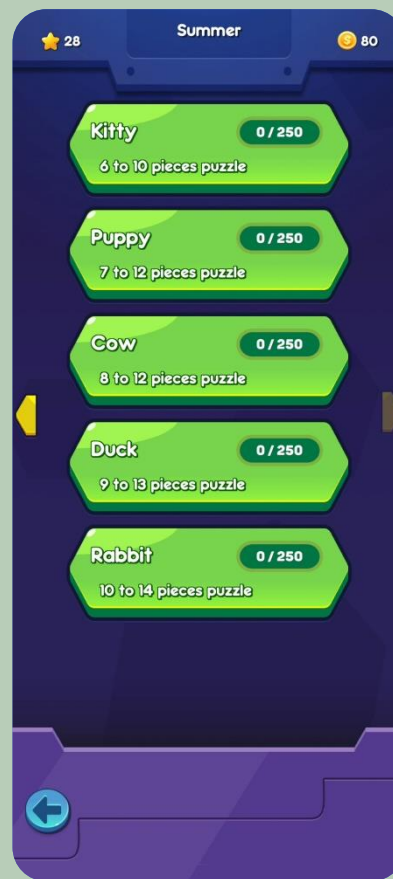 28
Summer
80
Kitty
0/250
6 to 10 pieces puzzle
Puppy
0/250
7 to 12 pieces puzzle
Cow
0/250
8 to 12 pieces puzzle
Duck
0/250
9 to 13 pieces puzzle
Rabbit
0/250
10 to 14 pieces puzzle